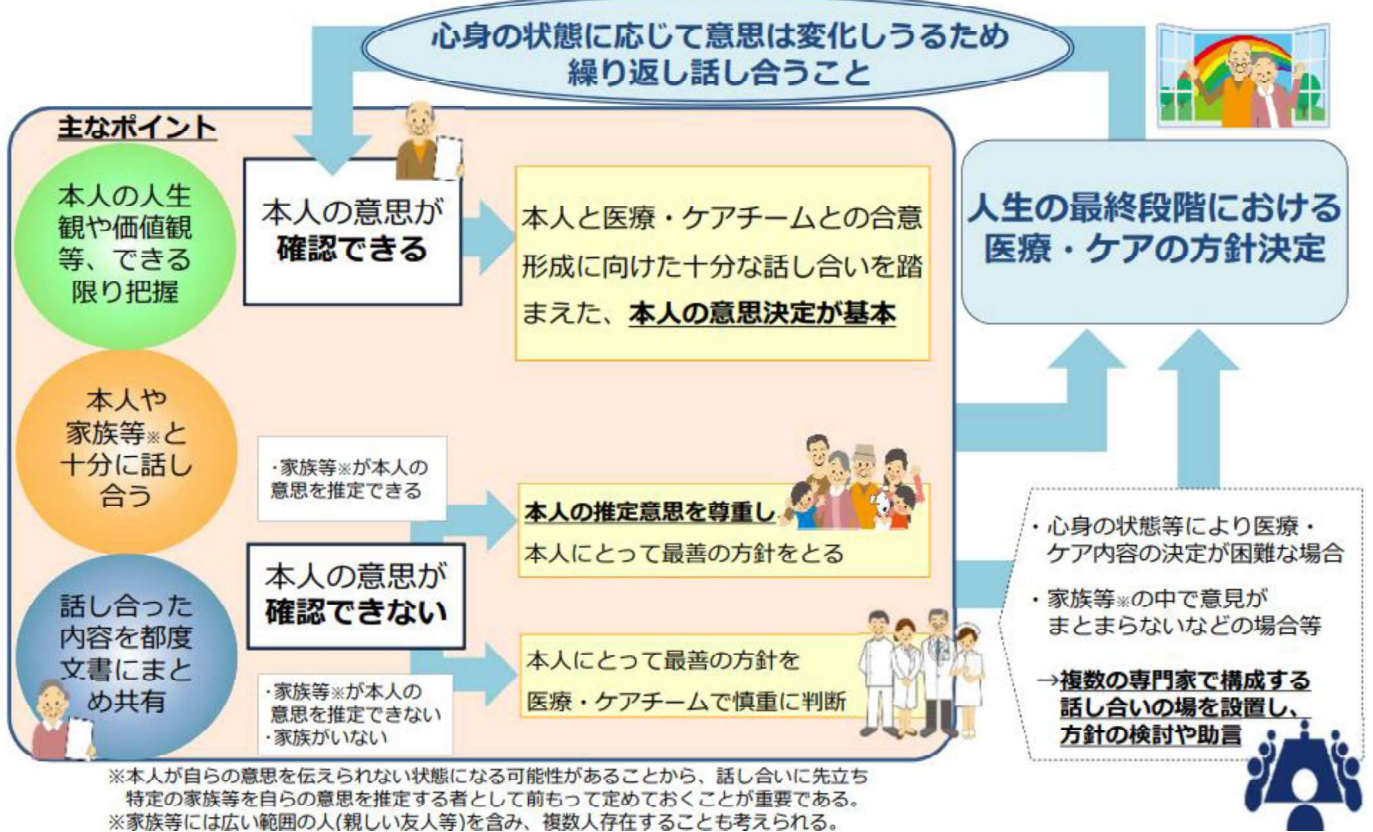 心身の状態に応じて意思は変化しうるため
繰り返し話し合うこと
主なポイント
本人の人生
観や価値観
等、できる
限り把握
本人や
家族等※と
十分に話し
合う
話し合った
内容を都度
文書にまと
め共有
本人の意思が
確認できる
本人と医療・ケアチームとの合意
形成に向けた十分な話し合いを踏
まえた、本人の意思決定が基本
・家族等※が本人の
意思を推定できる
本人の意思が
確認できない
・家族等※が本人の
意思を推定できない
・家族がいない
本人の推定意思を尊重し、
本人にとって最善の方針をとる
本人にとって最善の方針を
医療・ケアチームで慎重に判断
人生の最終段階における
医療・ケアの方針決定
・心身の状態等により医療・
ケア内容の決定が困難な場合
・家族等※の中で意見が
まとまらないなどの場合等
→複数の専門家で構成する
話し合いの場を設置し、
方針の検討や助言
※本人が自らの意思を伝えられない状態になる可能性があることから、話し合いに先立ち
特定の家族等を自らの意思を推定する者として前もって定めておくことが重要である。
※家族等には広い範囲の人(親しい友人等)を含み、複数人存在することも考えられる。